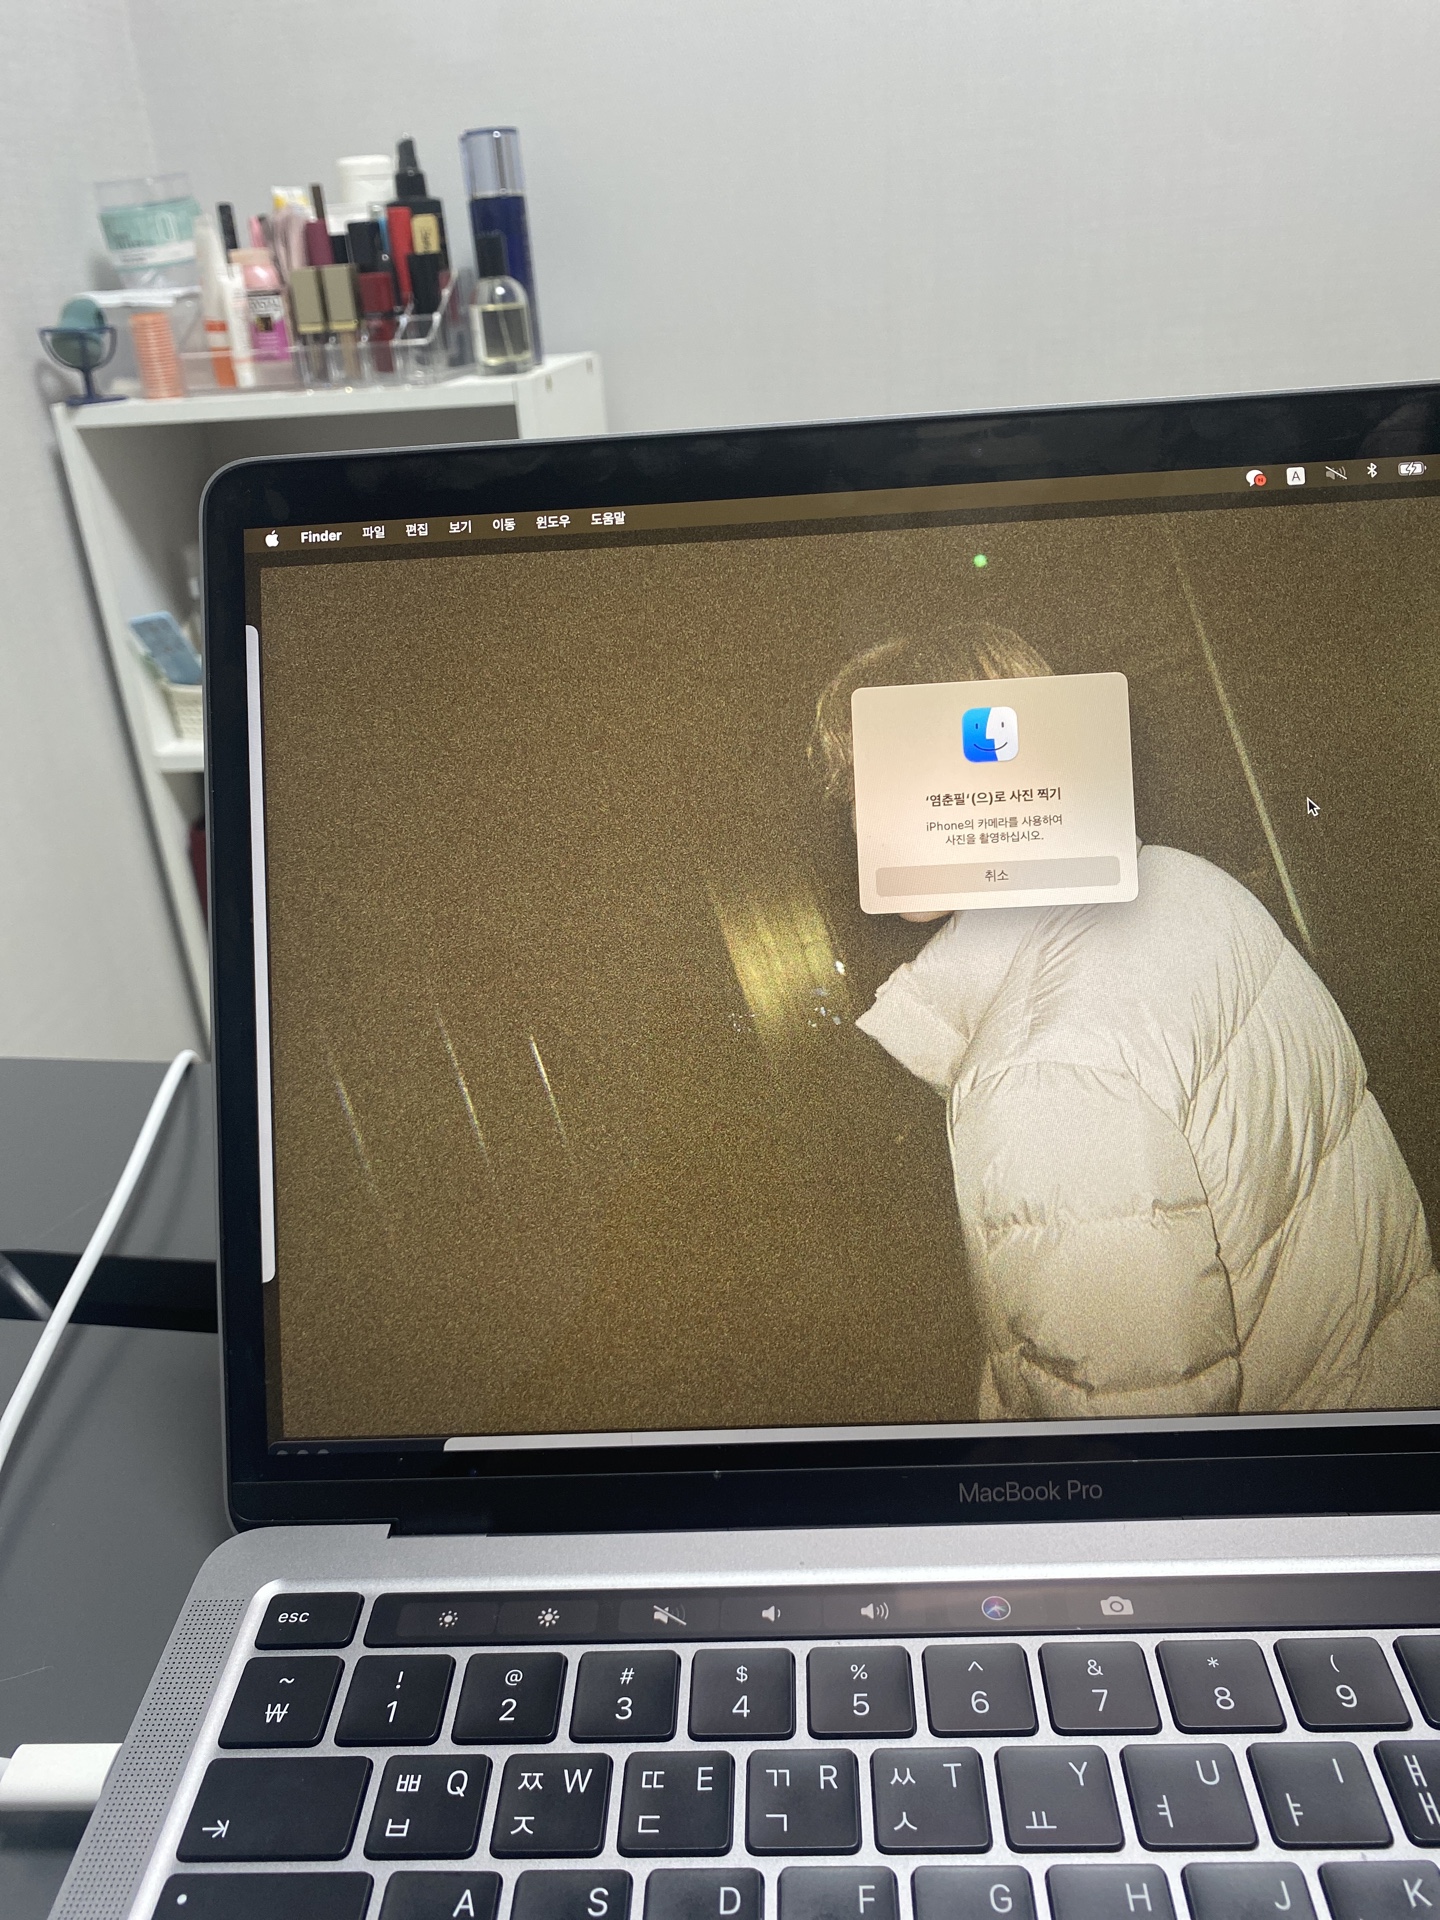 Finder 파일 편집 보기 이동 윈도우 도움말
A
'염춘필'(으)로 사진 찍기
iPhone의 카메라를 사용하여
사진을 촬영하십시오.
취소
MacBook Pro
esc
~ ! @ # $ % ^ & * (
₩ 1 2 3 4 5 6 7 8 9
ㅃ Q ㅉ W ㄸ E ㄲ R ㅆ T Y U I ㅒ
ㅂ ㅈ ㄷ ㄱ ㅅ ㅛ ㅕ ㅑ ㅐ
A S D F G H J K